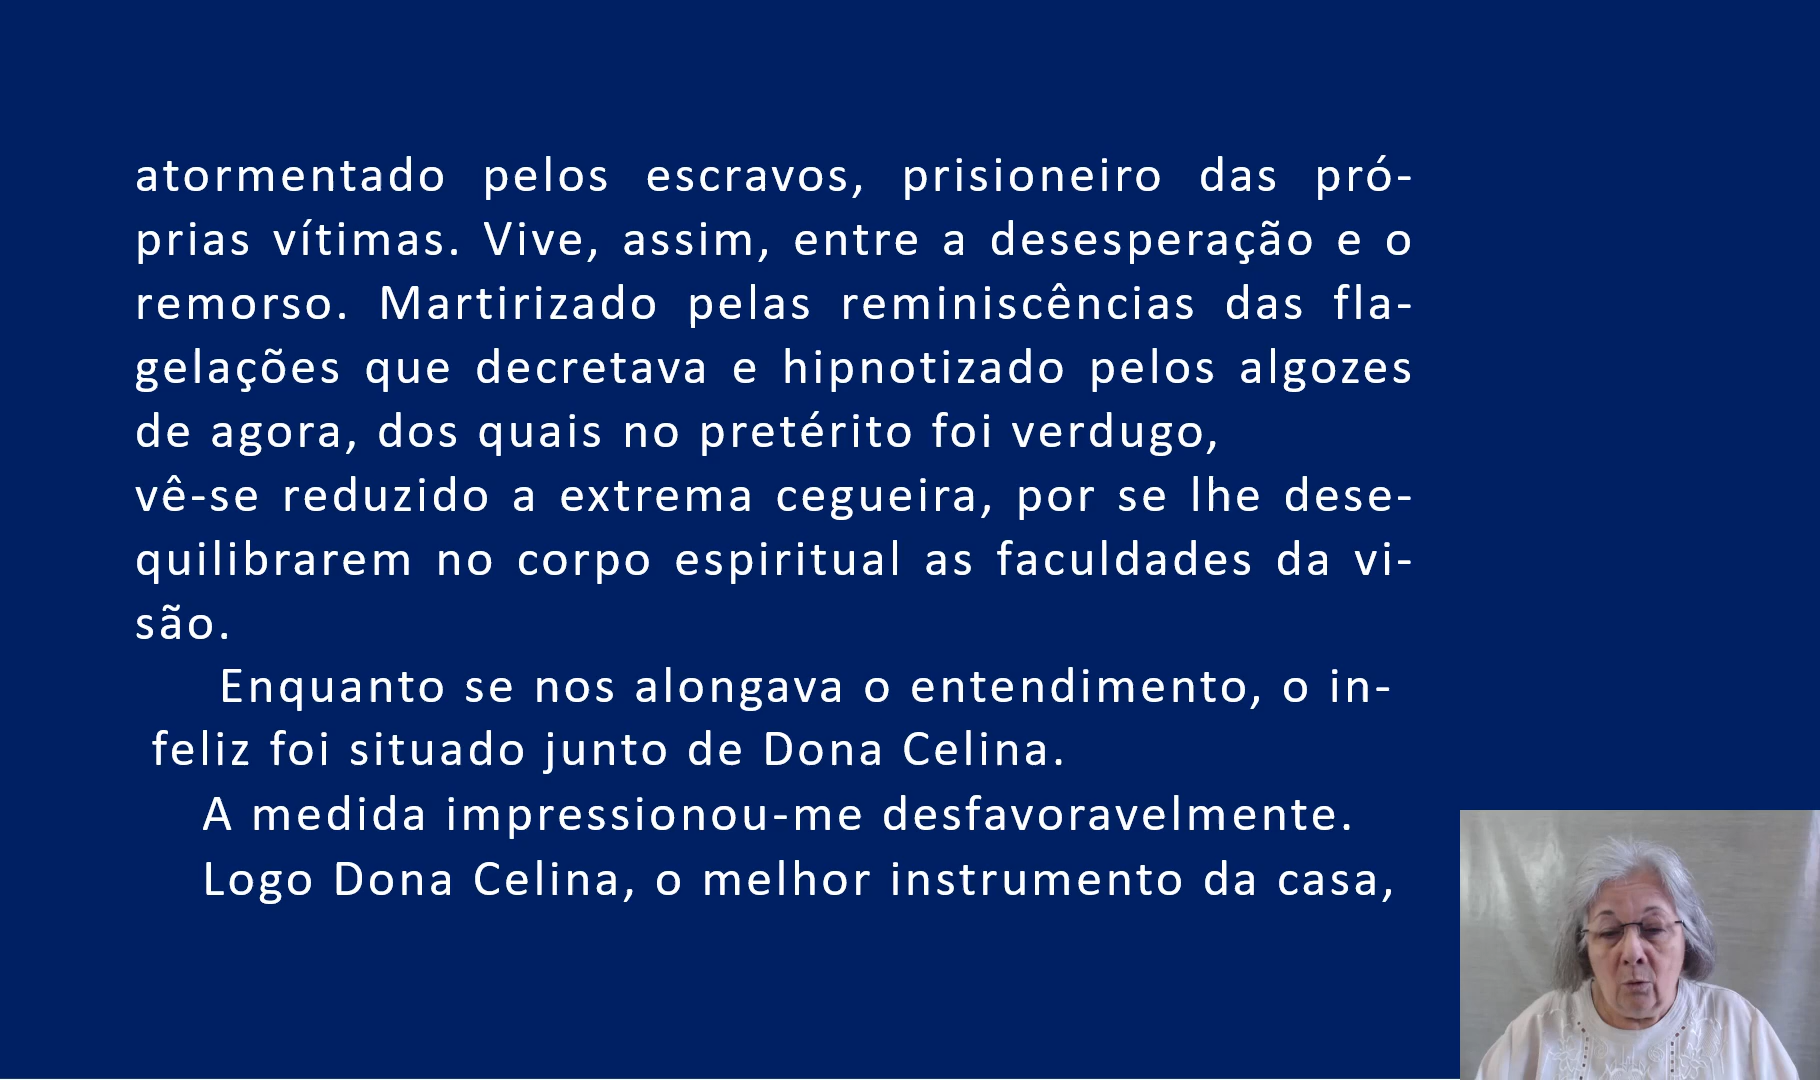 atormentado pelos escravos, prisioneiro das pró-
prias vítimas. Vive, assim, entre a desesperação e o
remorso. Martirizado pelas reminiscências das fla-
gelações que decretava e hipnotizado pelos algozes
de agora, dos quais no pretérito foi verdugo,
vê-se reduzido a extrema cegueira, por se lhe dese-
quilibrarem no corpo espiritual as faculdades da vi-
são.
Enquanto se nos alongava o entendimento, o in-
feliz foi situado junto de Dona Celina.
A medida impressionou-me desfavoravelmente.
Logo Dona Celina, o melhor instrumento da casa,